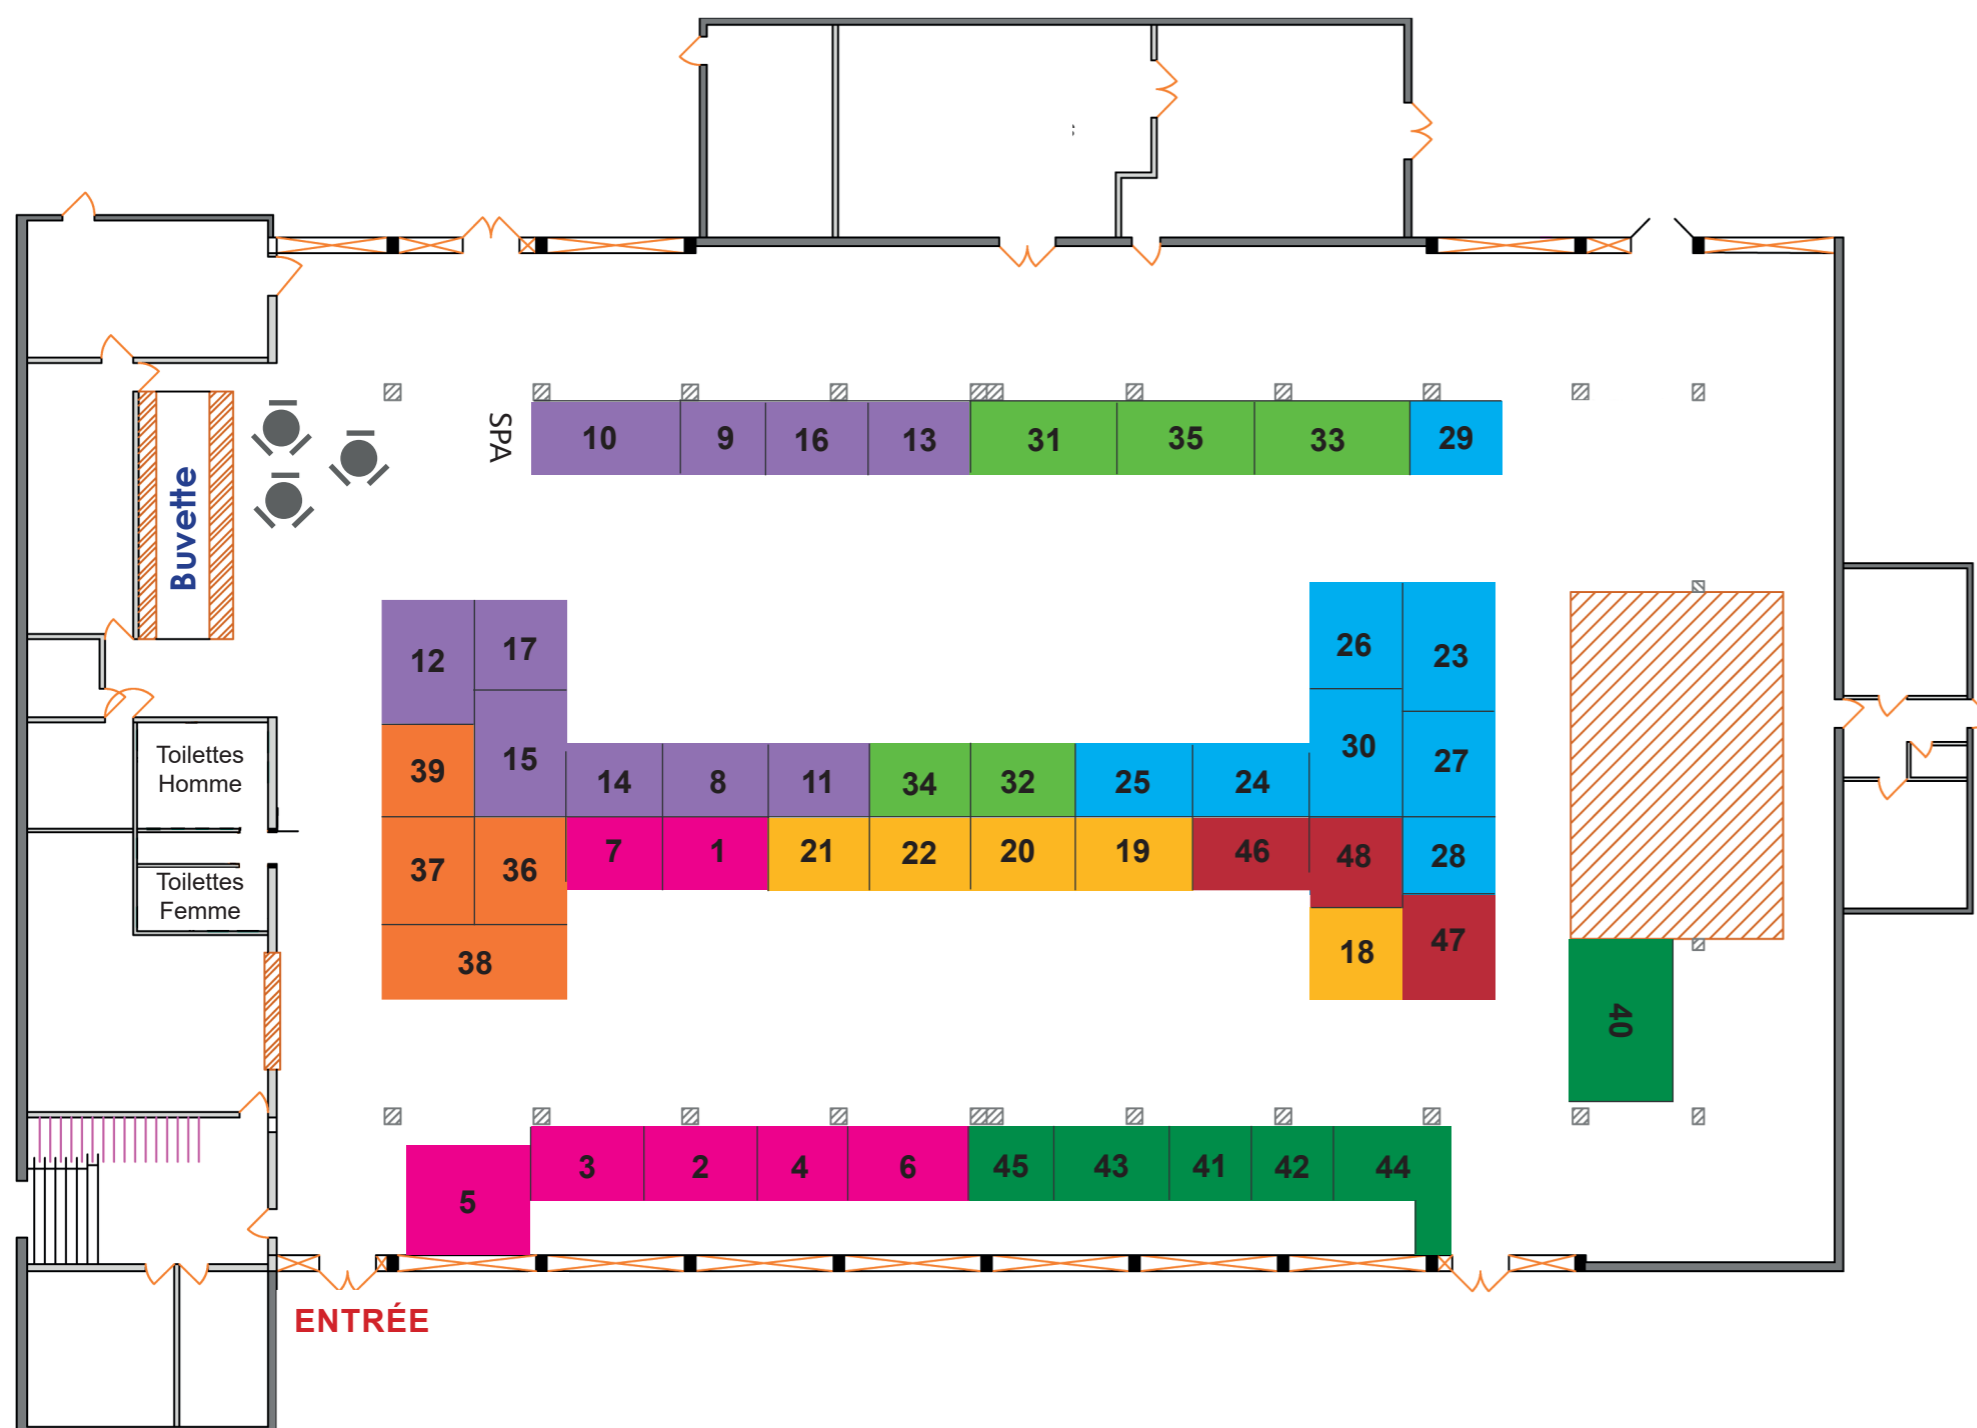 SPA
10 9 16 13 31 35 33 29
Buvette
12 17 26 23
39 15 14 8 11 34 32 25 24 30 27
Toilettes
Homme
37 36 7 1 21 22 20 19 46 48 28
Toilettes
Femme
38 18 47
40
5 3 2 4 6 45 43 41 42 44
ENTRÉE